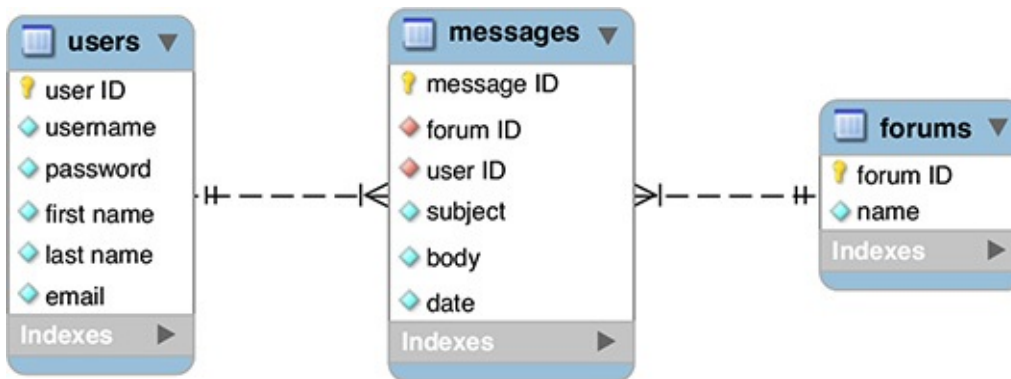 users
user ID
username
password
first name
last name
email
Indexes
messages
message ID
forum ID
user ID
subject
body
date
Indexes
forums
forum ID
name
Indexes